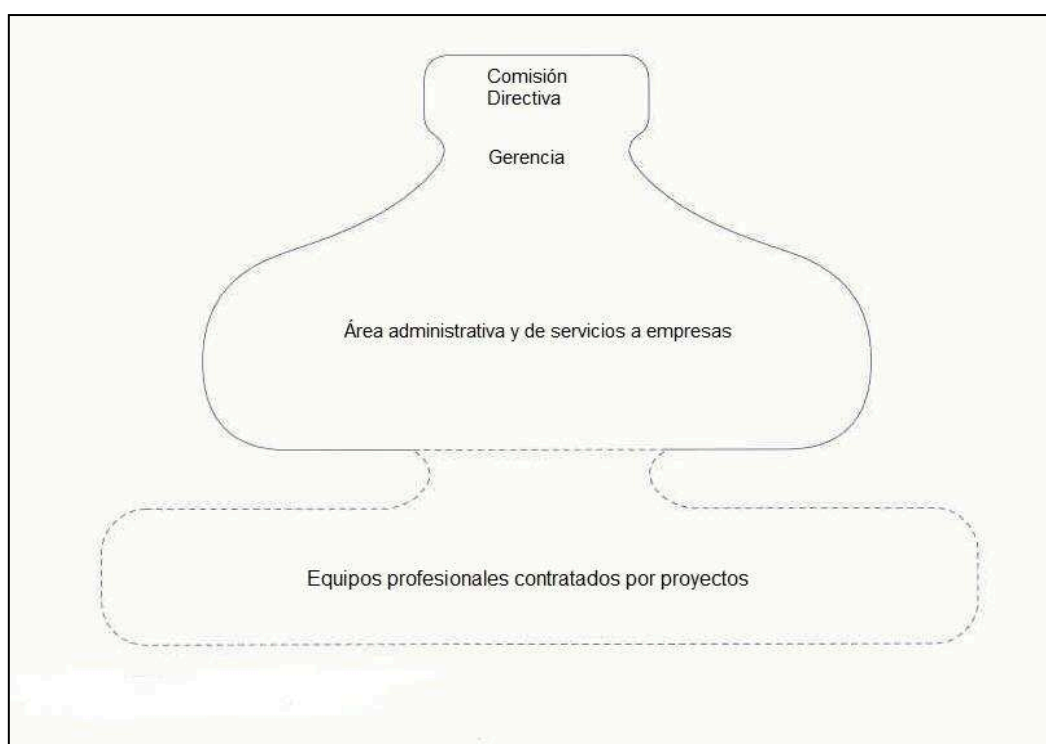 Comisión
Directiva
Gerencia
Área administrativa y de servicios a empresas
Equipos profesionales contratados por proyectos